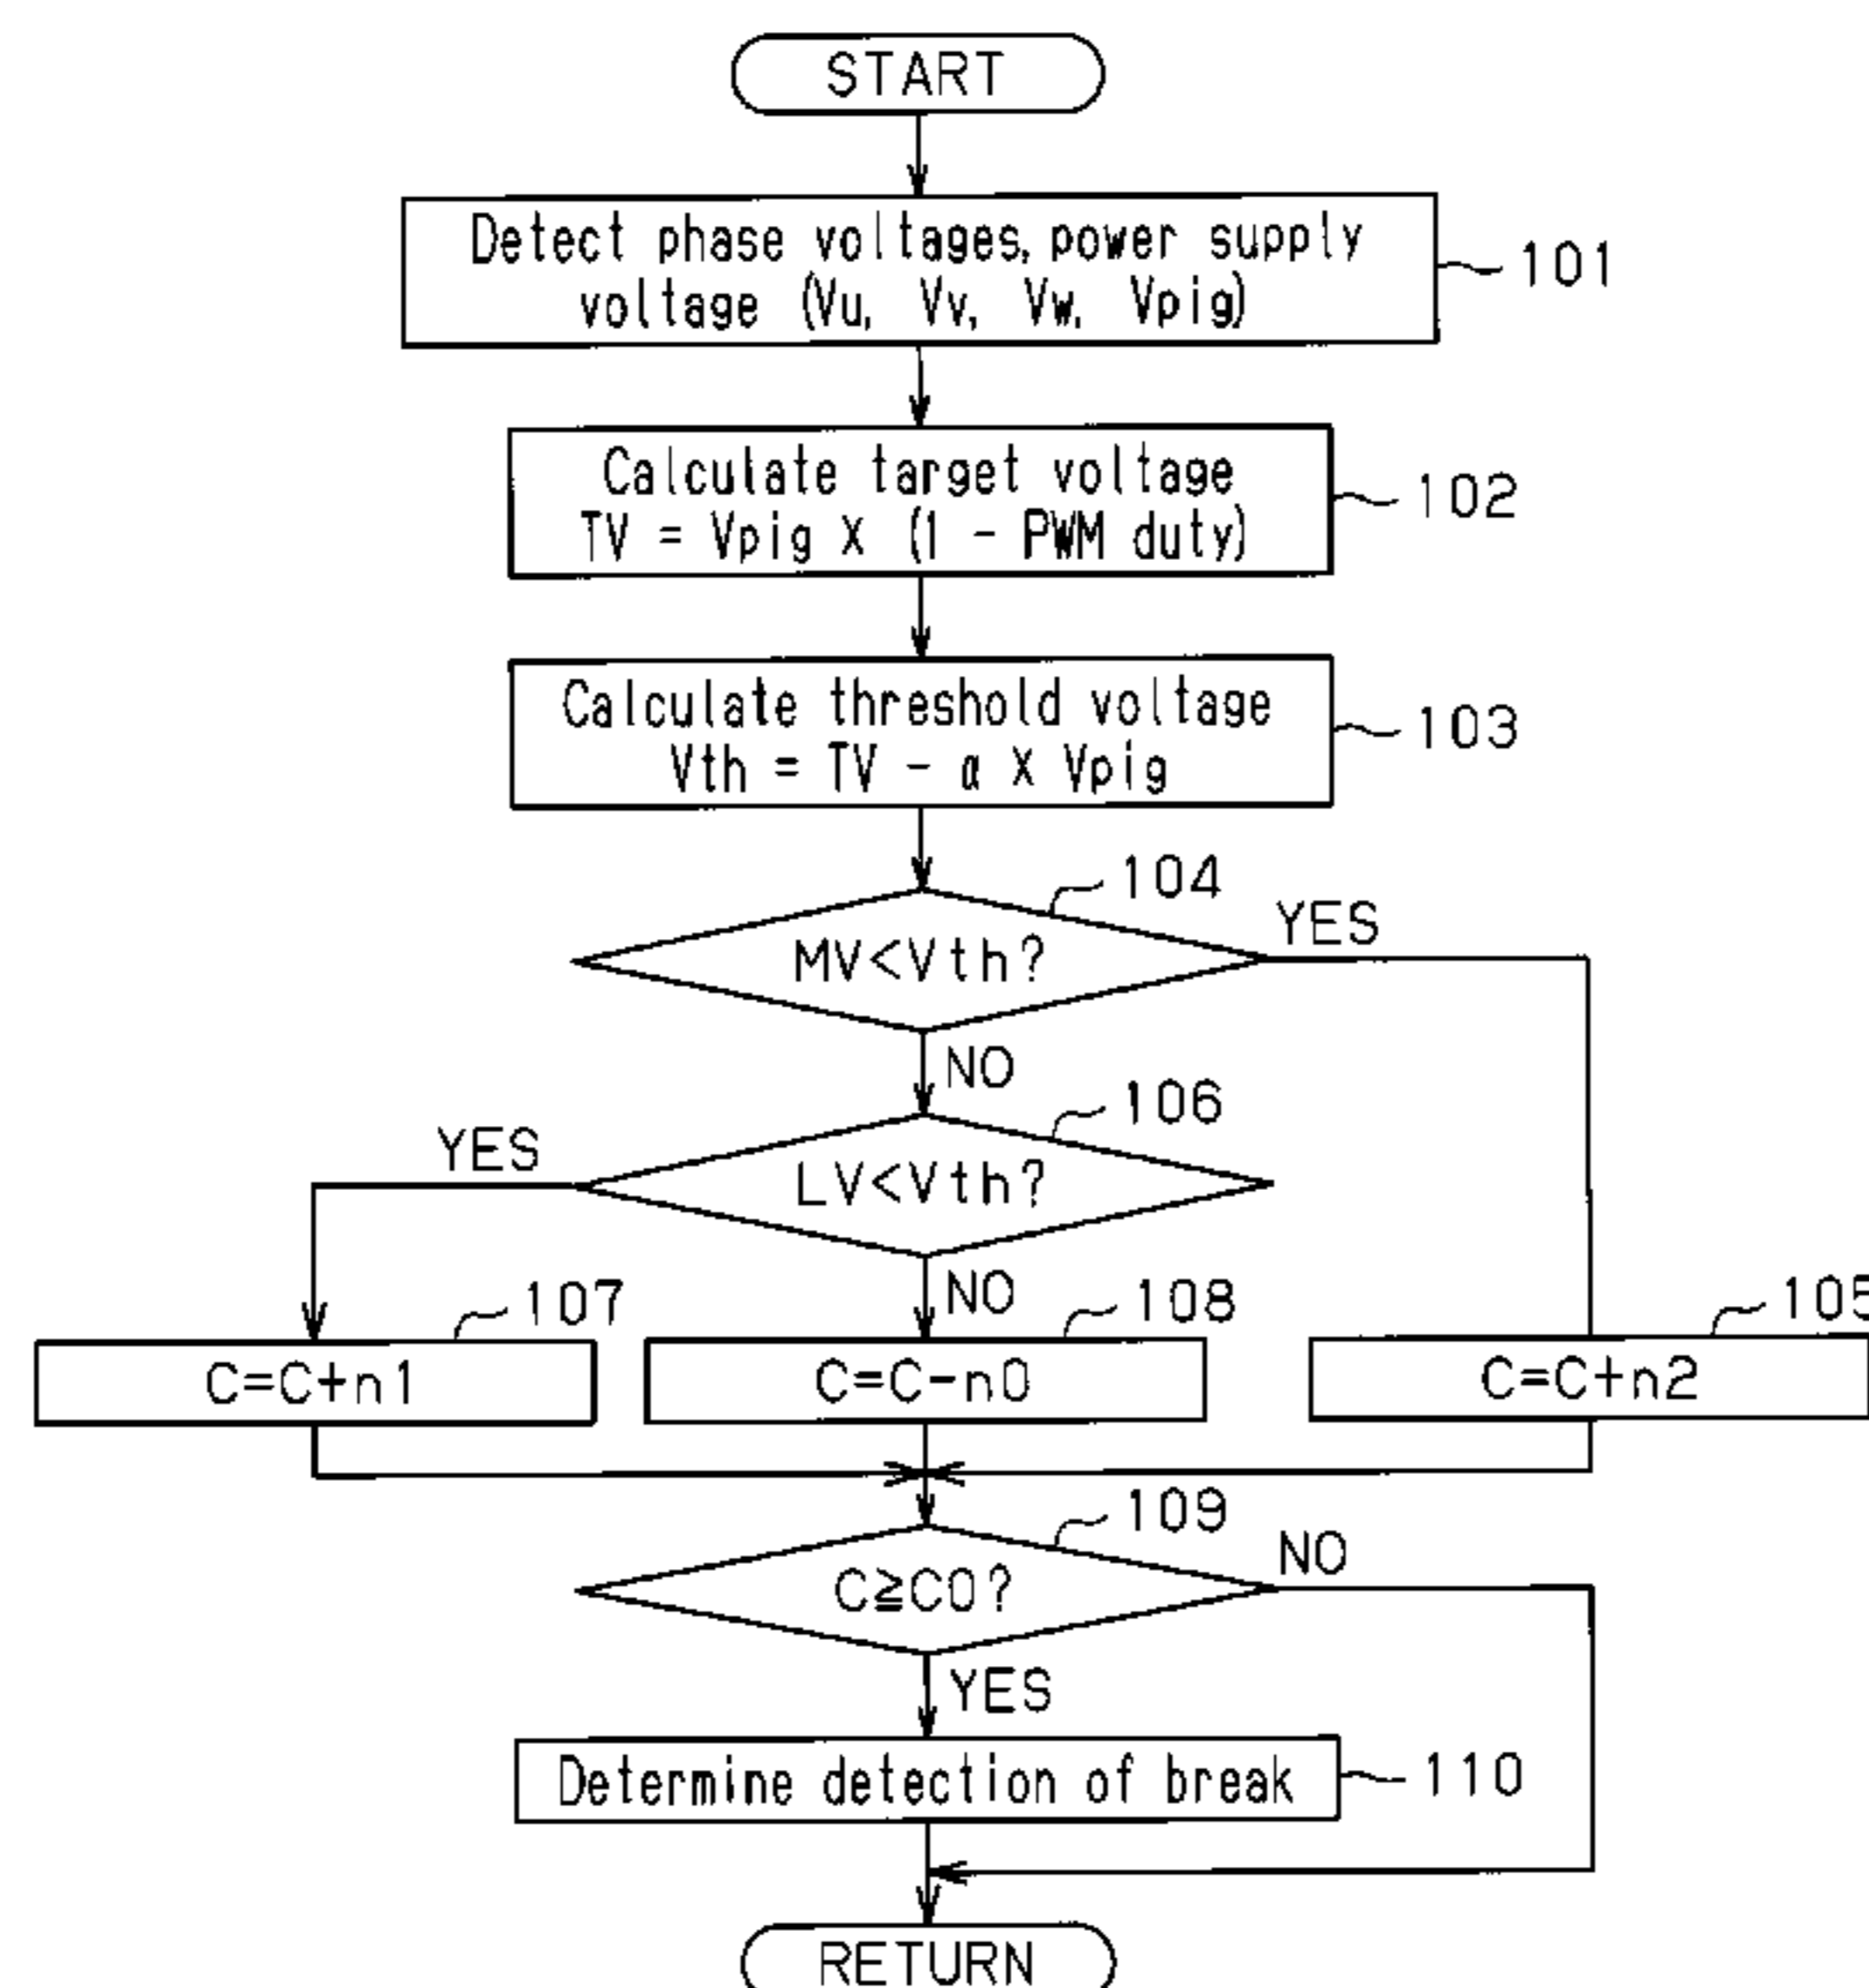 START
Detect phase voltages, power supply
voltage (Vu, Vv, Vw, Vpig)
101
Calculate target voltage
TV = Vpig X (1 - PWM duty)
102
Calculate threshold voltage
Vth = TV - α X Vpig
103
104
MV<Vth?
YES
NO
106
LV<Vth?
YES
NO
107
C=C+n1
108
C=C-n0
105
C=C+n2
109
C≧C0?
NO
YES
Determine detection of break
110
RETURN